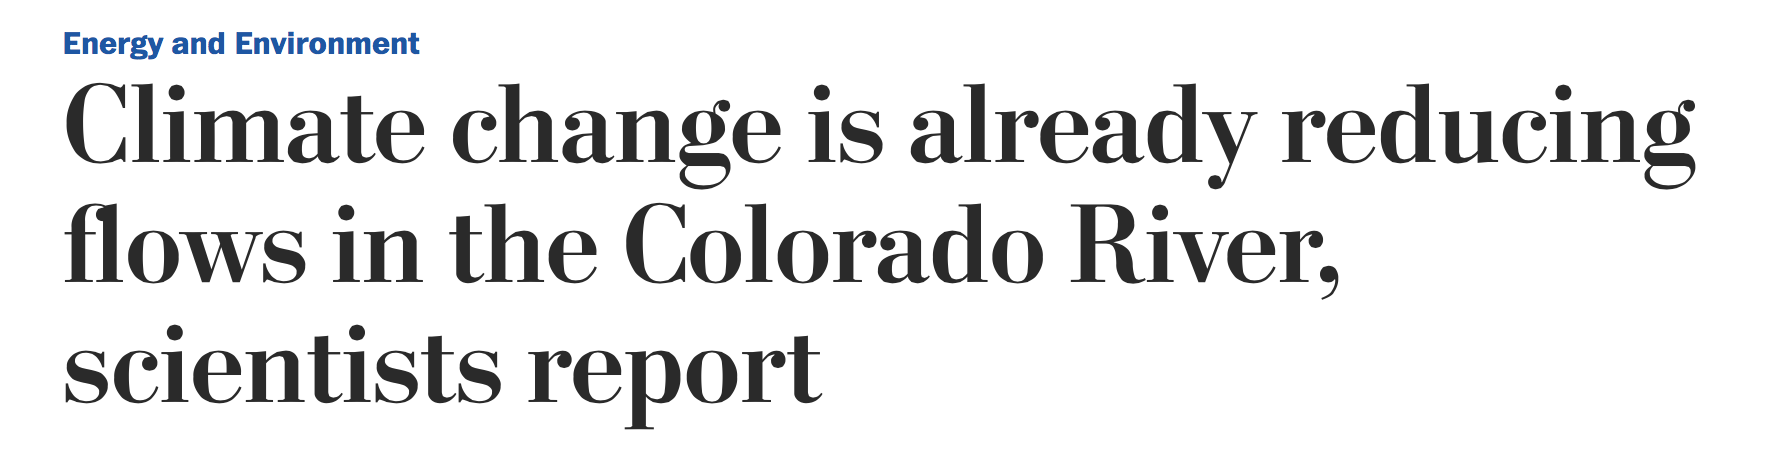 Energy and Environment
Climate change is already reducing
flows in the Colorado River,
scientists report